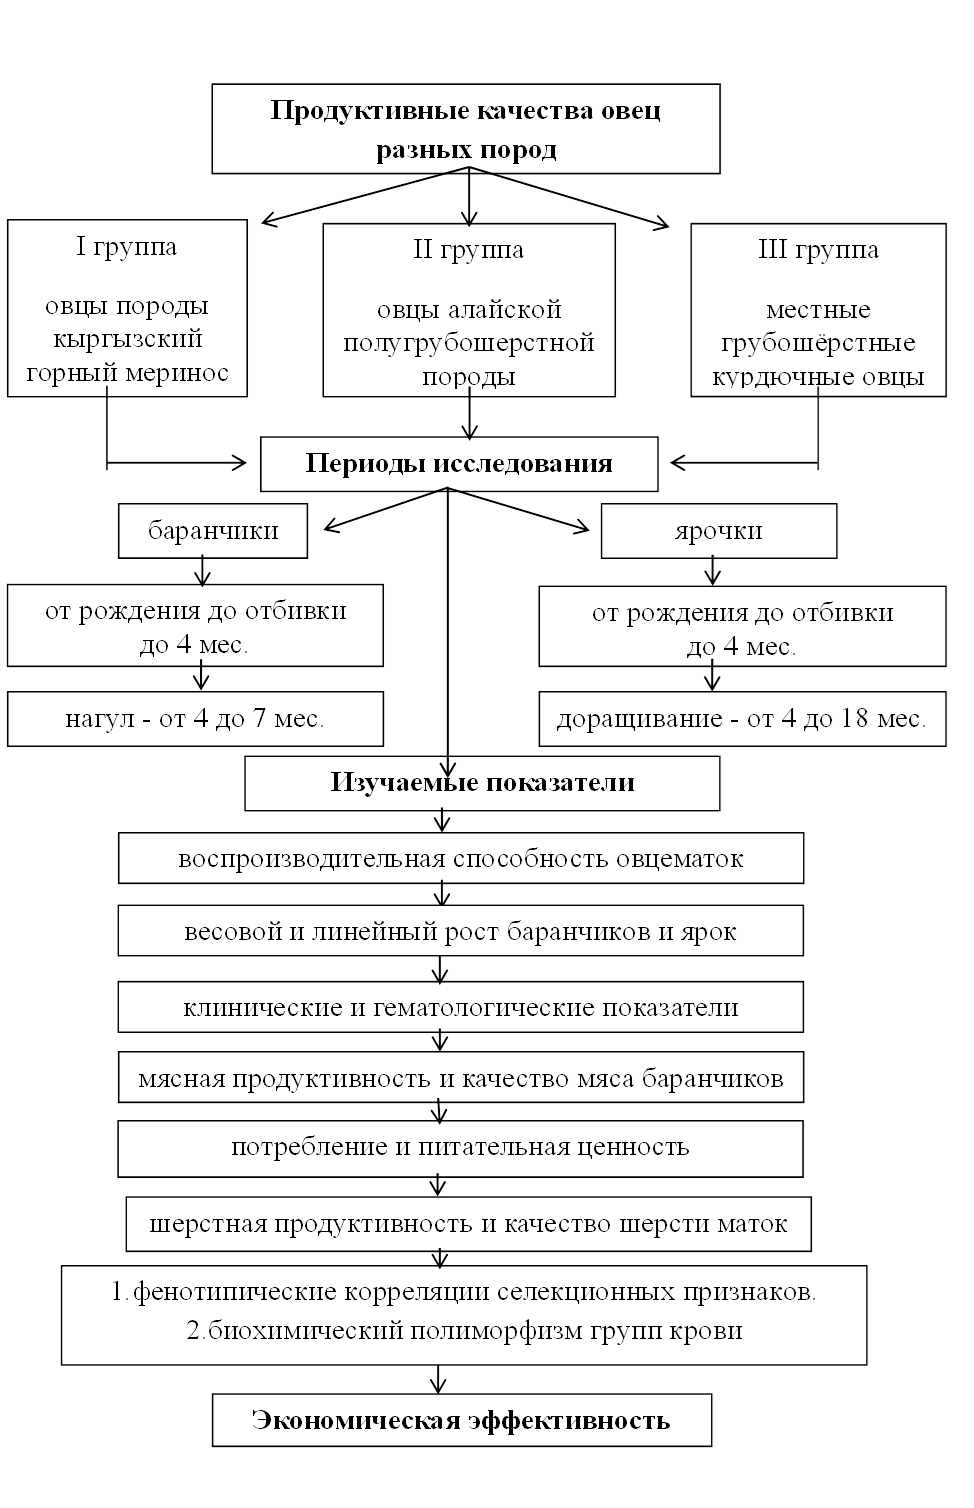 Продуктивные качества овец
разных пород
I группа
овцы породы
кыргызский
горный меринос
II группа
овцы алайской
полугрубошерстной
породы
III группа
местные
грубошёрстные
курдючные овцы
Периоды исследования
баранчики
ярочки
от рождения до отбивки
до 4 мес.
от рождения до отбивки
до 4 мес.
нагул - от 4 до 7 мес.
доращивание - от 4 до 18 мес.
Изучаемые показатели
воспроизводительная способность овцематок
весовой и линейный рост баранчиков и ярок
клинические и гематологические показатели
мясная продуктивность и качество мяса баранчиков
потребление и питательная ценность
шерстная продуктивность и качество шерсти маток
1.фенотипические корреляции селекционных признаков.
2.биохимический полиморфизм групп крови
Экономическая эффективность